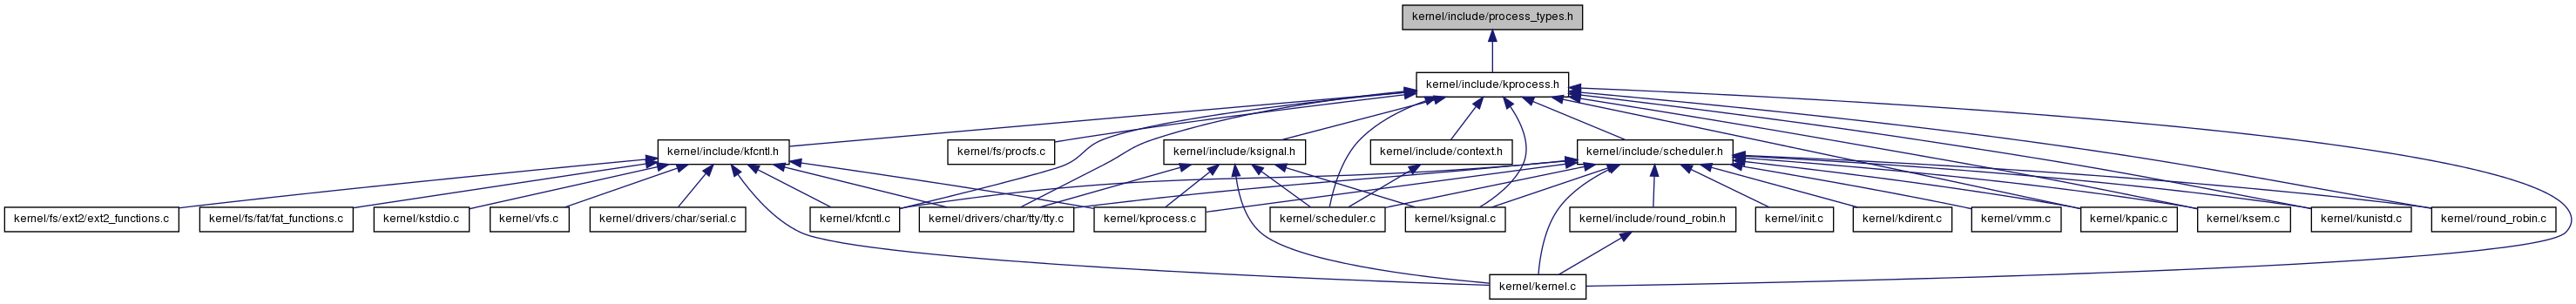 kernel/include/process_types.h
kernel/include/kprocess.h
kernel/include/kfcntl.h
kernel/fs/procfs.c
kernel/include/ksignal.h
kernel/include/context.h
kernel/include/scheduler.h
kernel/fs/ext2/ext2_functions.c
kernel/fs/fat/fat_functions.c
kernel/kstdio.c
kernel/vfs.c
kernel/drivers/char/serial.c
kernel/kfcntl.c
kernel/drivers/char/tty/tty.c
kernel/kprocess.c
kernel/scheduler.c
kernel/ksignal.c
kernel/include/round_robin.h
kernel/init.c
kernel/kdirent.c
kernel/vmm.c
kernel/kpanic.c
kernel/ksem.c
kernel/kunistd.c
kernel/round_robin.c
kernel/kernel.c